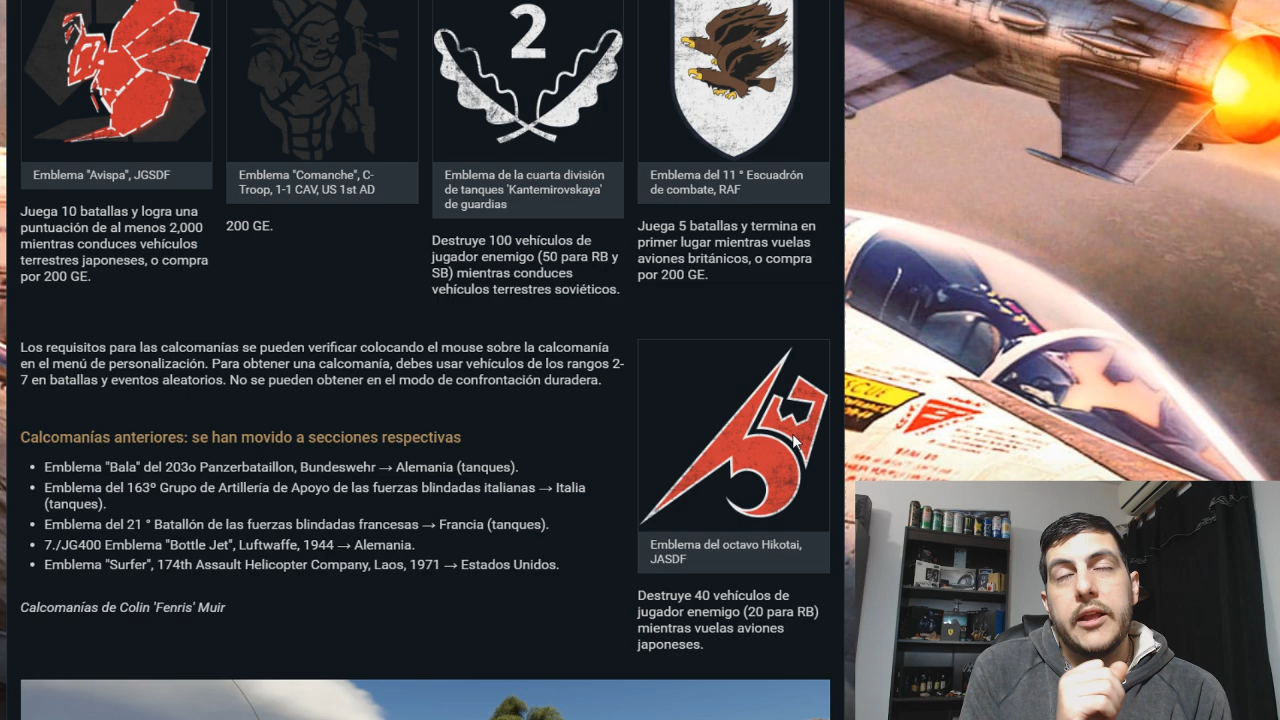 2
Emblema "Avispa", JGSDF
Emblema "Comanche", C-
Troop, 1-1 CAV, US 1st AD
Emblema de la cuarta división
de tanques 'Kantemirovskaya'
de guardias
Emblema del 11 ° Escuadrón
de combate, RAF
Juega 10 batallas y logra una
puntuación de al menos 2,000
mientras conduces vehículos
terrestres japoneses, o compra
por 200 GE.
200 GE.
Destruye 100 vehículos de
jugador enemigo (50 para RB y
SB) mientras conduces
vehículos terrestres soviéticos.
Juega 5 batallas y termina en
primer lugar mientras vuelas
aviones británicos, o compra
por 200 GE.
Los requisitos para las calcomanías se pueden verificar colocando el mouse sobre la calcomanía
en el menú de personalización. Para obtener una calcomanía, debes usar vehículos de los rangos 2-
7 en batallas y eventos aleatorios. No se pueden obtener en el modo de confrontación duradera.
Calcomanías anteriores: se han movido a secciones respectivas
• Emblema "Bala" del 203o Panzerbataillon, Bundeswehr → Alemania (tanques).
• Emblema del 163º Grupo de Artillería de Apoyo de las fuerzas blindadas italianas → Italia
(tanques).
• Emblema del 21 ° Batallón de las fuerzas blindadas francesas → Francia (tanques).
• 7./JG400 Emblema "Bottle Jet", Luftwaffe, 1944 → Alemania.
• Emblema "Surfer", 174th Assault Helicopter Company, Laos, 1971 → Estados Unidos.
Calcomanías de Colin 'Fenris' Muir
Emblema del octavo Hikotai,
JASDF
Destruye 40 vehículos de
jugador enemigo (20 para RB)
mientras vuelas aviones
japoneses.